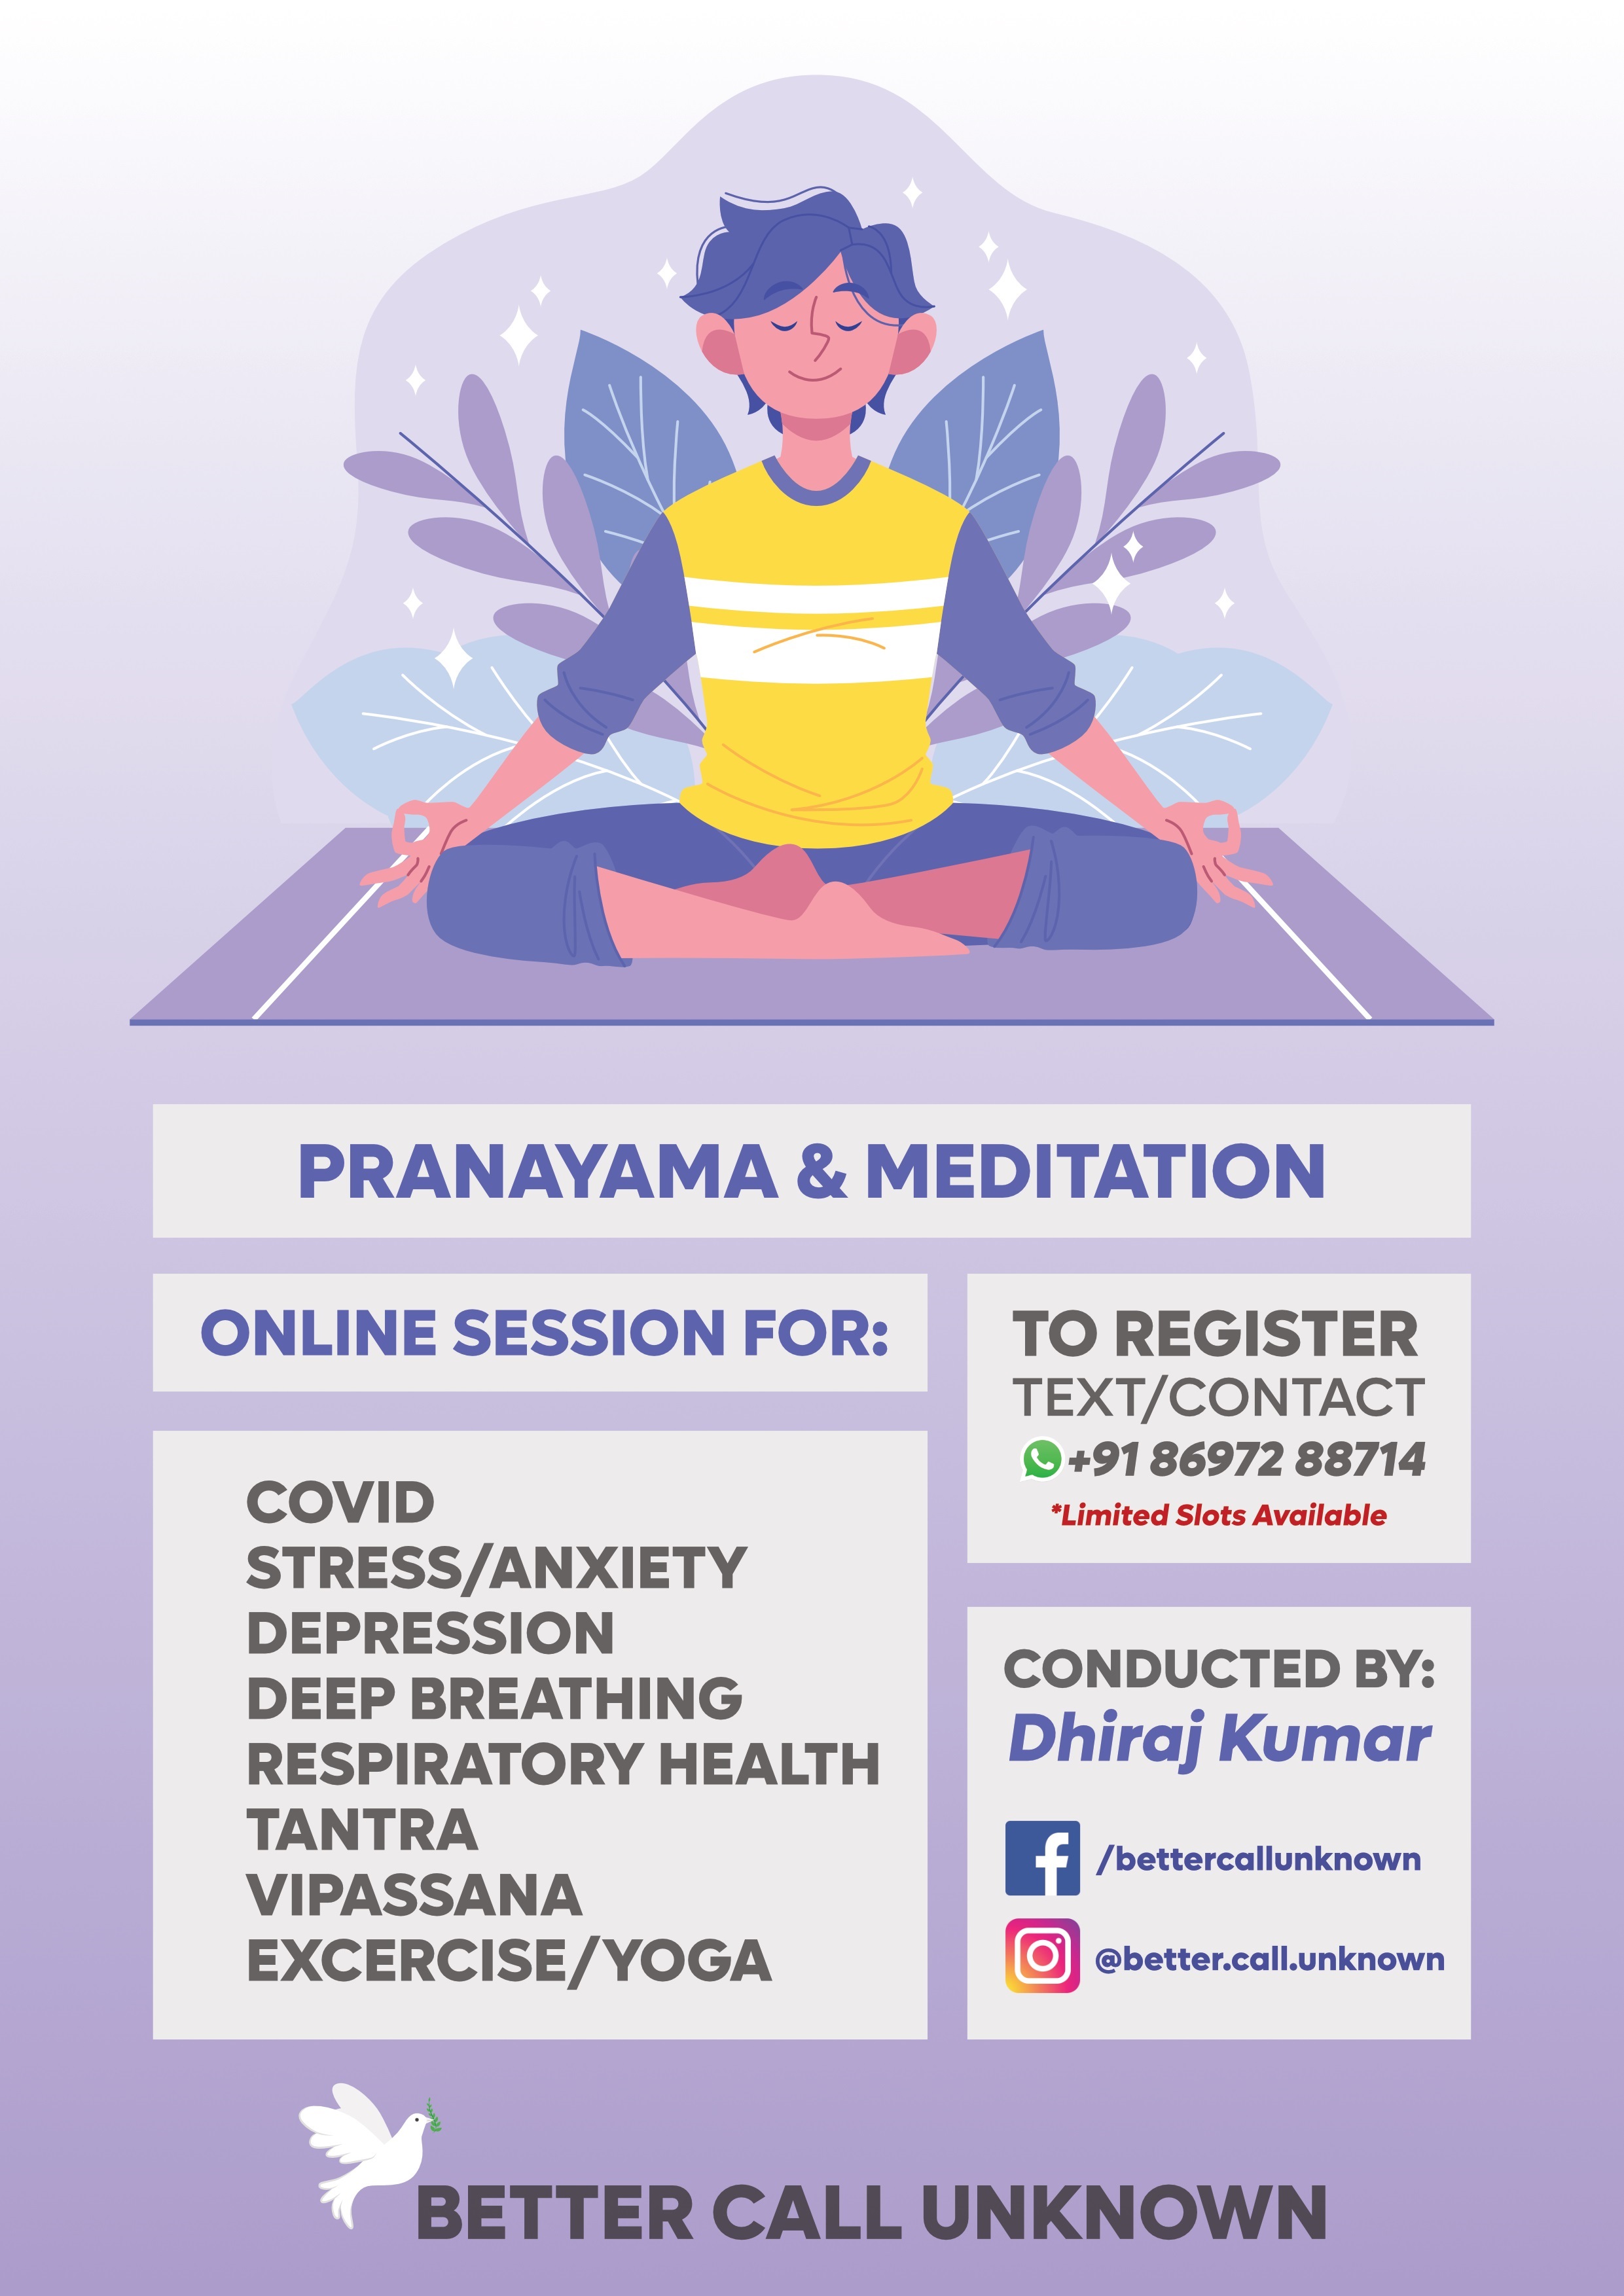 PRANAYAMA & MEDITATION
ONLINE SESSION FOR:
COVID
STRESS/ANXIETY
DEPRESSION
DEEP BREATHING
RESPIRATORY HEALTH
TANTRA
VIPASSANA
EXCERCISE/YOGA
TO REGISTER
TEXT/CONTACT
+91 86972 88714
*Limited Slots Available
CONDUCTED BY:
Dhiraj Kumar
/bettercallunknown
@better.call.unknown
BETTER CALL UNKNOWN